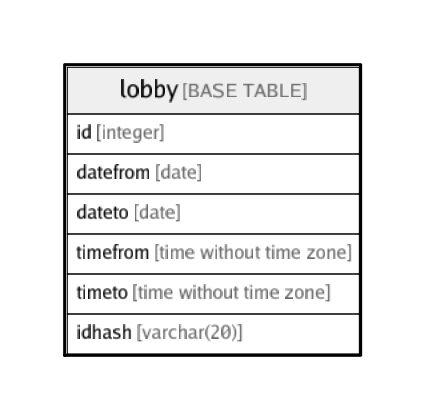 lobby [BASE TABLE]
id [integer]
datefrom [date]
dateto [date]
timefrom [time without time zone]
timeto [time without time zone]
idhash [varchar(20)]